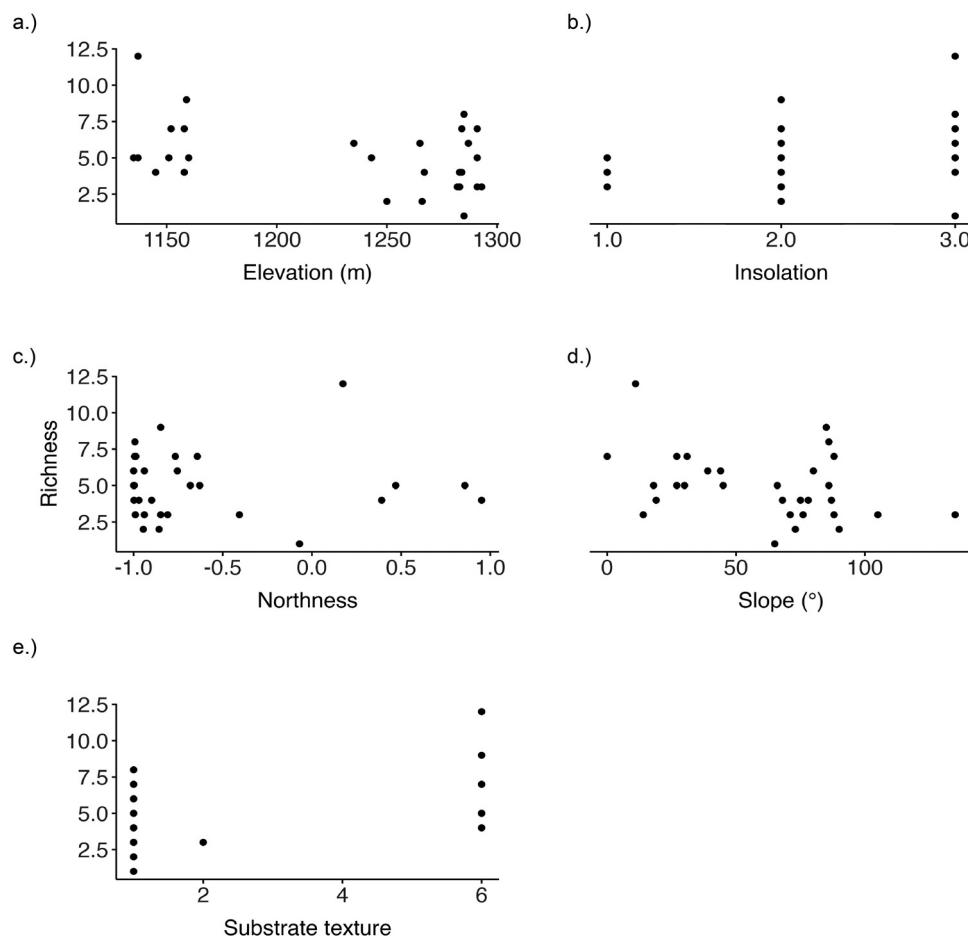 a.)
12.5
10.0
7.5
5.0
2.5
1150 1200 1250 1300
Elevation (m)
b.)
1.0 2.0 3.0
Insolation
c.)
Richness
12.5
10.0
7.5
5.0
2.5
-1.0 -0.5 0.0 0.5 1.0
Northness
d.)
0 50 100
Slope (°)
e.)
12.5
10.0
7.5
5.0
2.5
2 4 6
Substrate texture